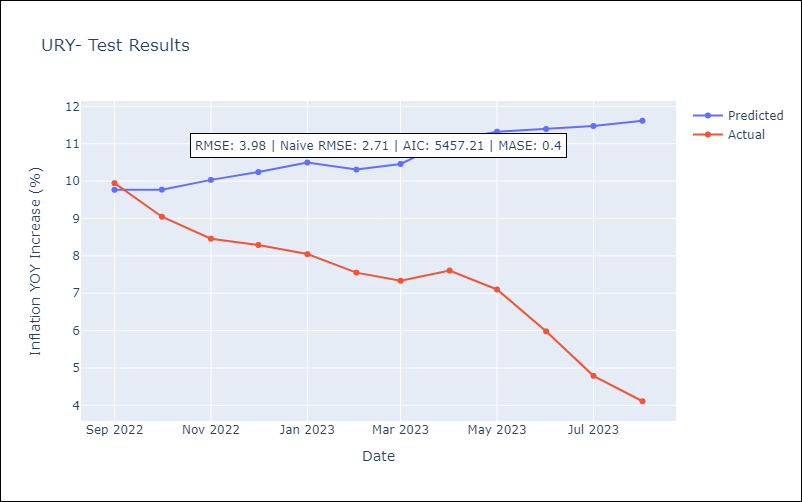 URY- Test Results
12
11
10
9
8
7
6
5
4
Inflation YOY Increase (%)
RMSE: 3.98 | Naive RMSE: 2.71 | AIC: 5457.21 | MASE: 0.4
Predicted
Actual
Sep 2022 Nov 2022 Jan 2023 Mar 2023 May 2023 Jul 2023
Date